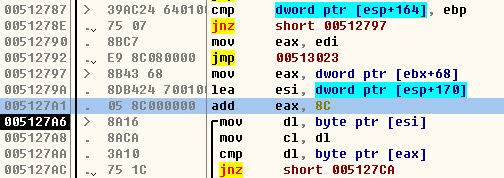 00512787 > 39AC24 640100 cmp dword ptr [esp+164], ebp
0051278E . 75 07 jnz short 00512797
00512790 . 8BC7 mov eax, edi
00512792 . E9 8C080000 jmp 00513023
00512797 > 8B43 68 mov eax, dword ptr [ebx+68]
0051279A . 8DB424 700100 lea esi, dword ptr [esp+170]
005127A1 . 05 8C000000 add eax, 8C
005127A6 > 8A16 mov dl, byte ptr [esi]
005127A8 . 8ACA mov cl, dl
005127AA . 3A10 cmp dl, byte ptr [eax]
005127AC . 75 1C jnz short 005127CA